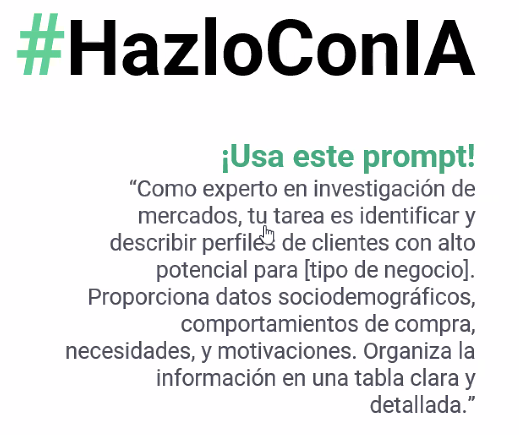 #HazloConIA
¡Usa este prompt!
“Como experto en investigación de
mercados, tu tarea es identificar y
describir perfiles de clientes con alto
potencial para [tipo de negocio].
Proporciona datos sociodemográficos,
comportamientos de compra,
necesidades, y motivaciones. Organiza la
información en una tabla clara y
detallada.”